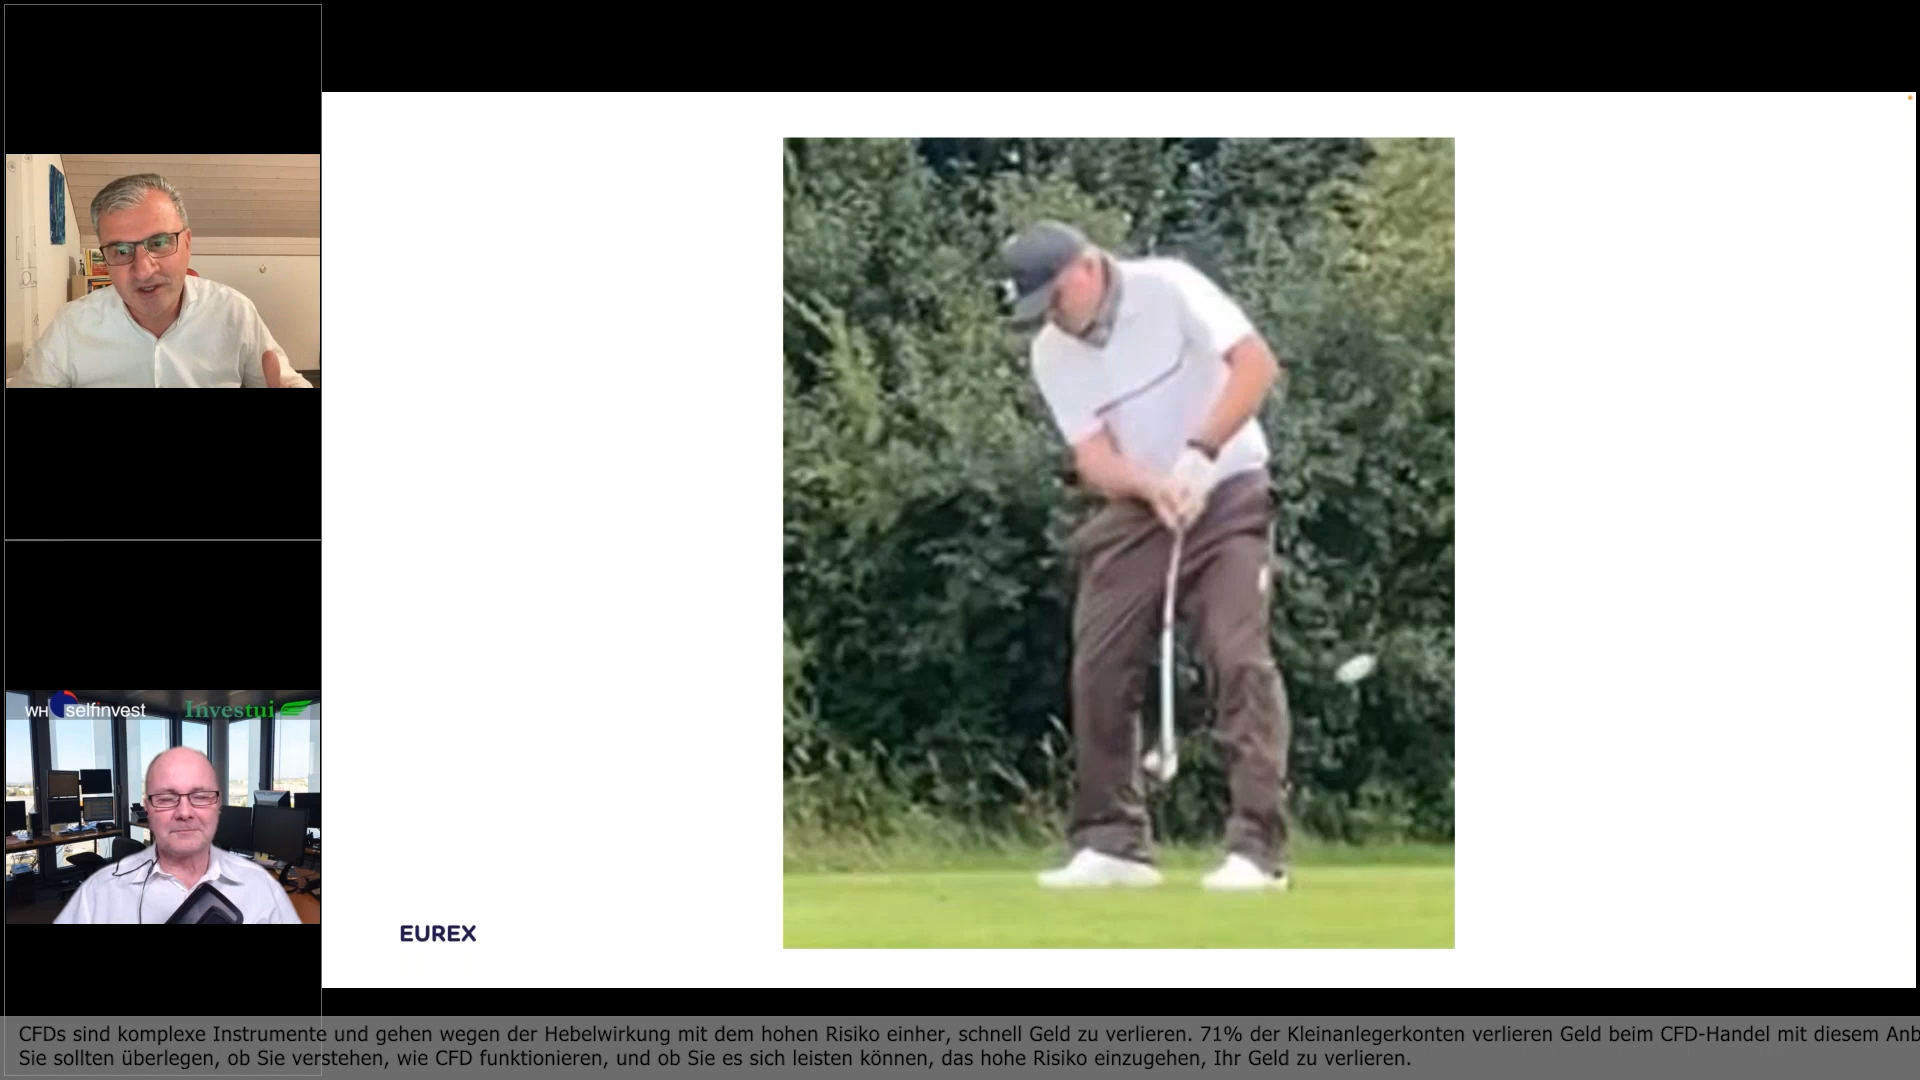 WH selfinvest
Investui
EUREX
CFDs sind komplexe Instrumente und gehen wegen der Hebelwirkung mit dem hohen Risiko einher, schnell Geld zu verlieren. 71% der Kleinanlegerkonten verlieren Geld beim CFD-Handel mit diesem Anb
Sie sollten überlegen, ob Sie verstehen, wie CFD funktionieren, und ob Sie es sich leisten können, das hohe Risiko einzugehen, Ihr Geld zu verlieren.